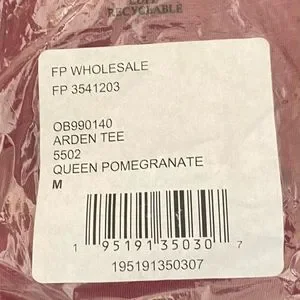 RECYCLABLE
FP WHOLESALE
FP 3541203
OB990140
ARDEN TEE
5502
QUEEN POMEGRANATE
M
1 95191 35030 7
195191350307